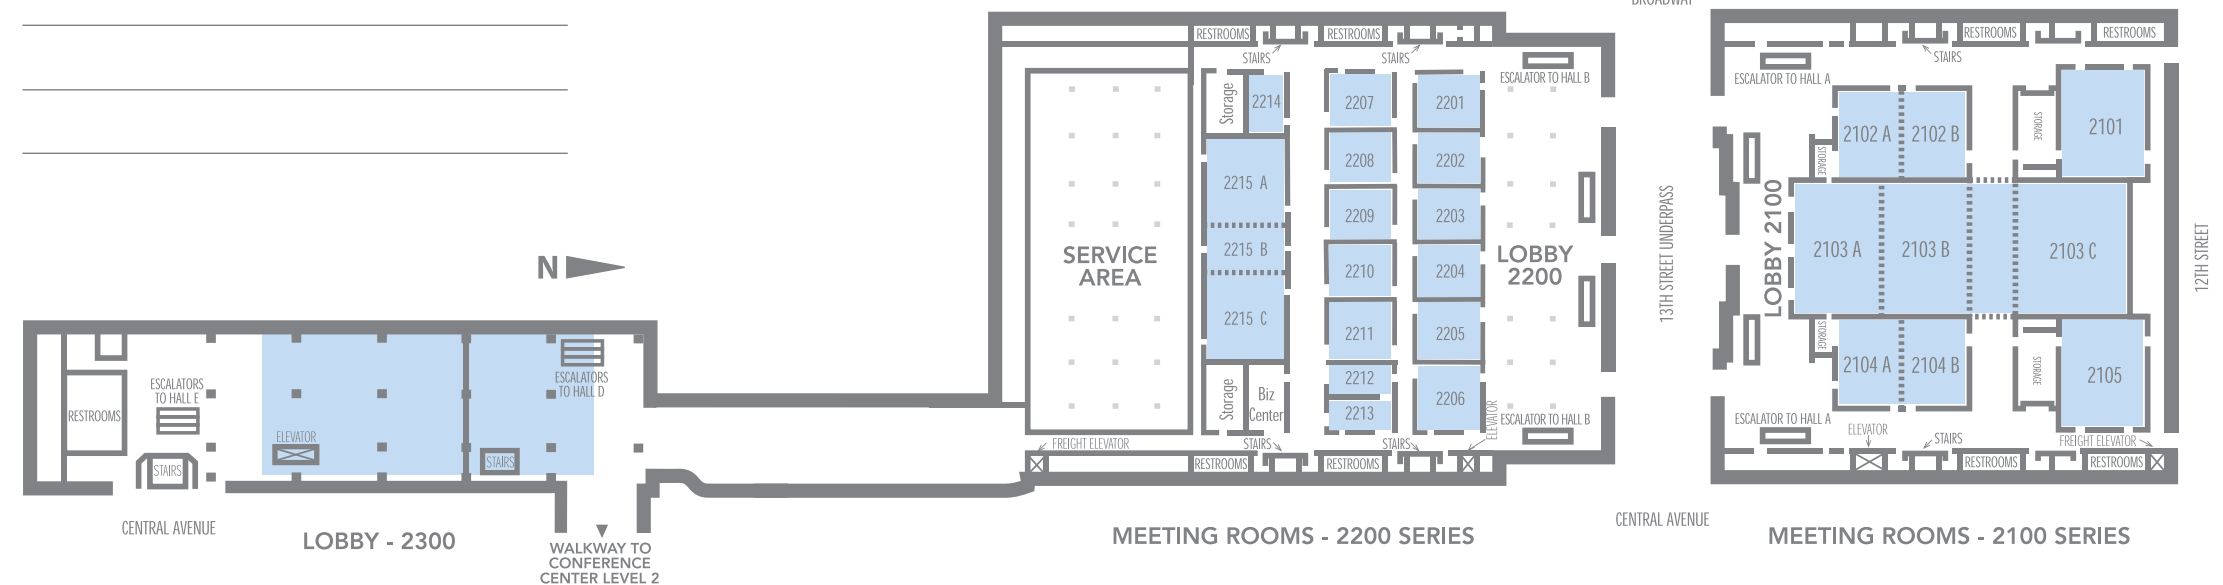 BROADWAY
RESTROOMS
RESTROOMS
STAIRS
STAIRS
ESCALATOR TO HALL B
Storage
2214
2207
2201
2208
2202
2215 A
2209
2203
2215 B
2210
2204
2215 C
2211
2205
2212
2206
2213
Storage
Biz
Center
SERVICE
AREA
LOBBY
2200
ELEVATOR
ESCALATOR TO HALL B
FREIGHT ELEVATOR
STAIRS
STAIRS
RESTROOMS
RESTROOMS
MEETING ROOMS - 2200 SERIES
N
RESTROOMS
ESCALATORS
TO HALL E
STAIRS
ELEVATOR
STAIRS
ESCALATORS
TO HALL D
CENTRAL AVENUE
LOBBY - 2300
WALKWAY TO
CONFERENCE
CENTER LEVEL 2
13TH STREET UNDERPASS
RESTROOMS
RESTROOMS
STAIRS
ESCALATOR TO HALL A
2102 A
2102 B
STORAGE
STORAGE
2101
LOBBY 2100
2103 A
2103 B
2103 C
STORAGE
2104 A
2104 B
STORAGE
2105
ESCALATOR TO HALL A
ELEVATOR
STAIRS
FREIGHT ELEVATOR
RESTROOMS
RESTROOMS
12TH STREET
CENTRAL AVENUE
MEETING ROOMS - 2100 SERIES